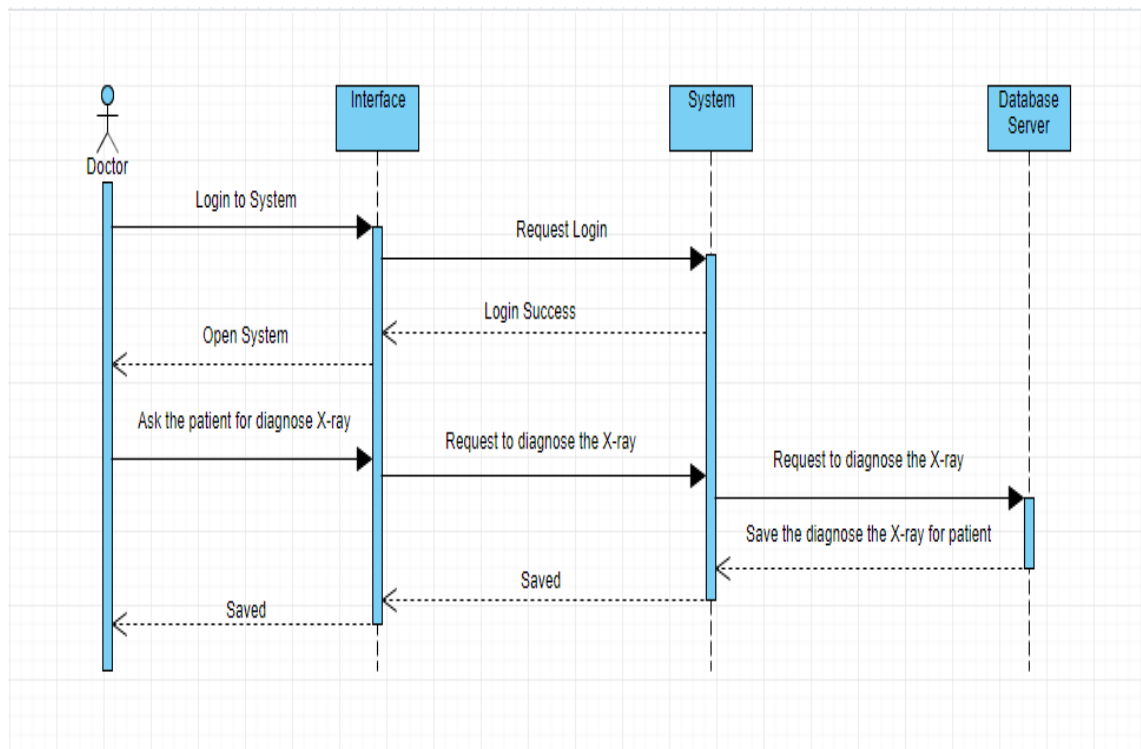 Interface
System
Database
Server
Doctor
Login to System
Request Login
Login Success
Open System
Ask the patient for diagnose X-ray
Request to diagnose the X-ray
Request to diagnose the X-ray
Save the diagnose the X-ray for patient
Saved
Saved